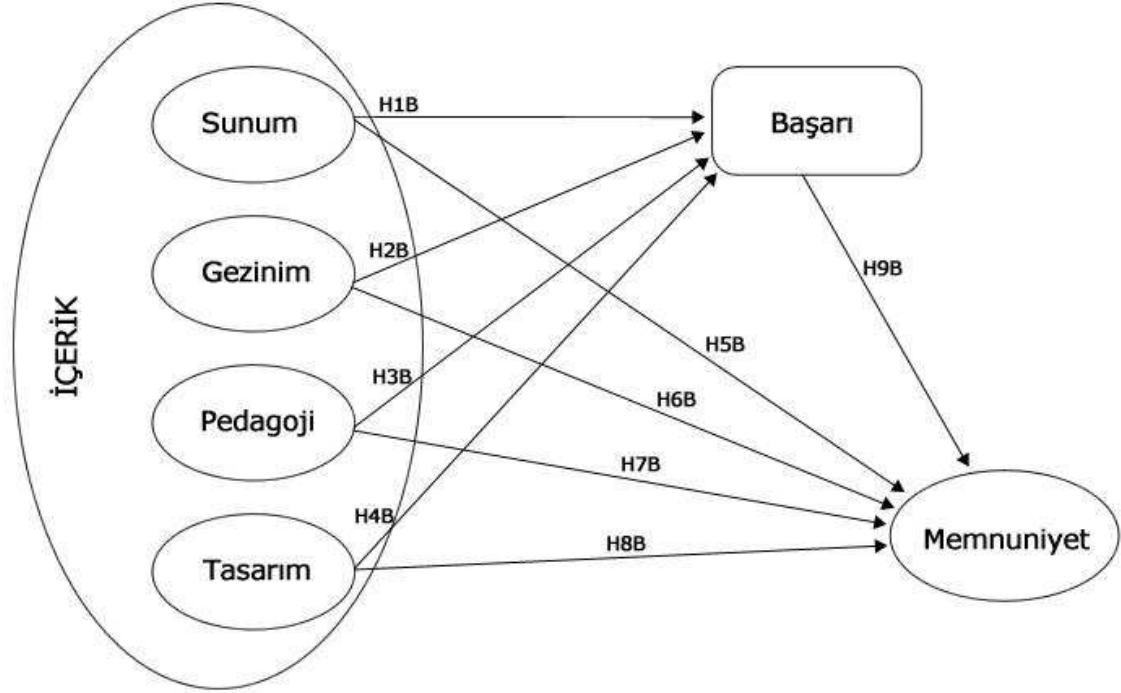 İÇERİK
Sunum
Gezinim
Pedagoji
Tasarım
H1B
H2B
H3B
H4B
H5B
H6B
H7B
H8B
H9B
Başarı
Memnuniyet